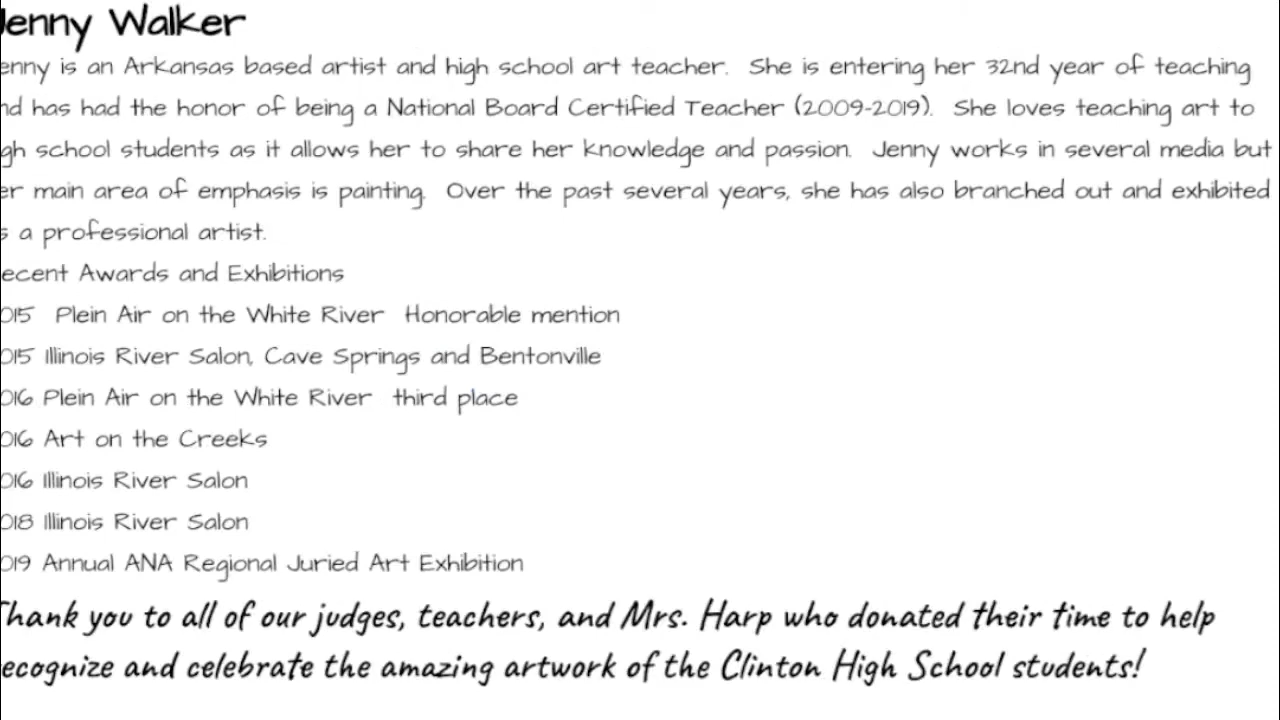 Jenny Walker
enny is an Arkansas based artist and high school art teacher. She is entering her 32nd year of teaching
nd has had the honor of being a National Board Certified Teacher (2009-2019). She loves teaching art to
gh school students as it allows her to share her knowledge and passion. Jenny works in several media but
er main area of emphasis is painting. Over the past several years, she has also branched out and exhibited
s a professional artist.
ecent Awards and Exhibitions
015 Plein Air on the White River Honorable mention
015 Illinois River Salon, Cave Springs and Bentonville
016 Plein Air on the White River third place
016 Art on the Creeks
016 Illinois River Salon
018 Illinois River Salon
019 Annual ANA Regional Juried Art Exhibition
Thank you to all of our judges, teachers, and Mrs. Harp who donated their time to help
ecognize and celebrate the amazing artwork of the Clinton High School students!